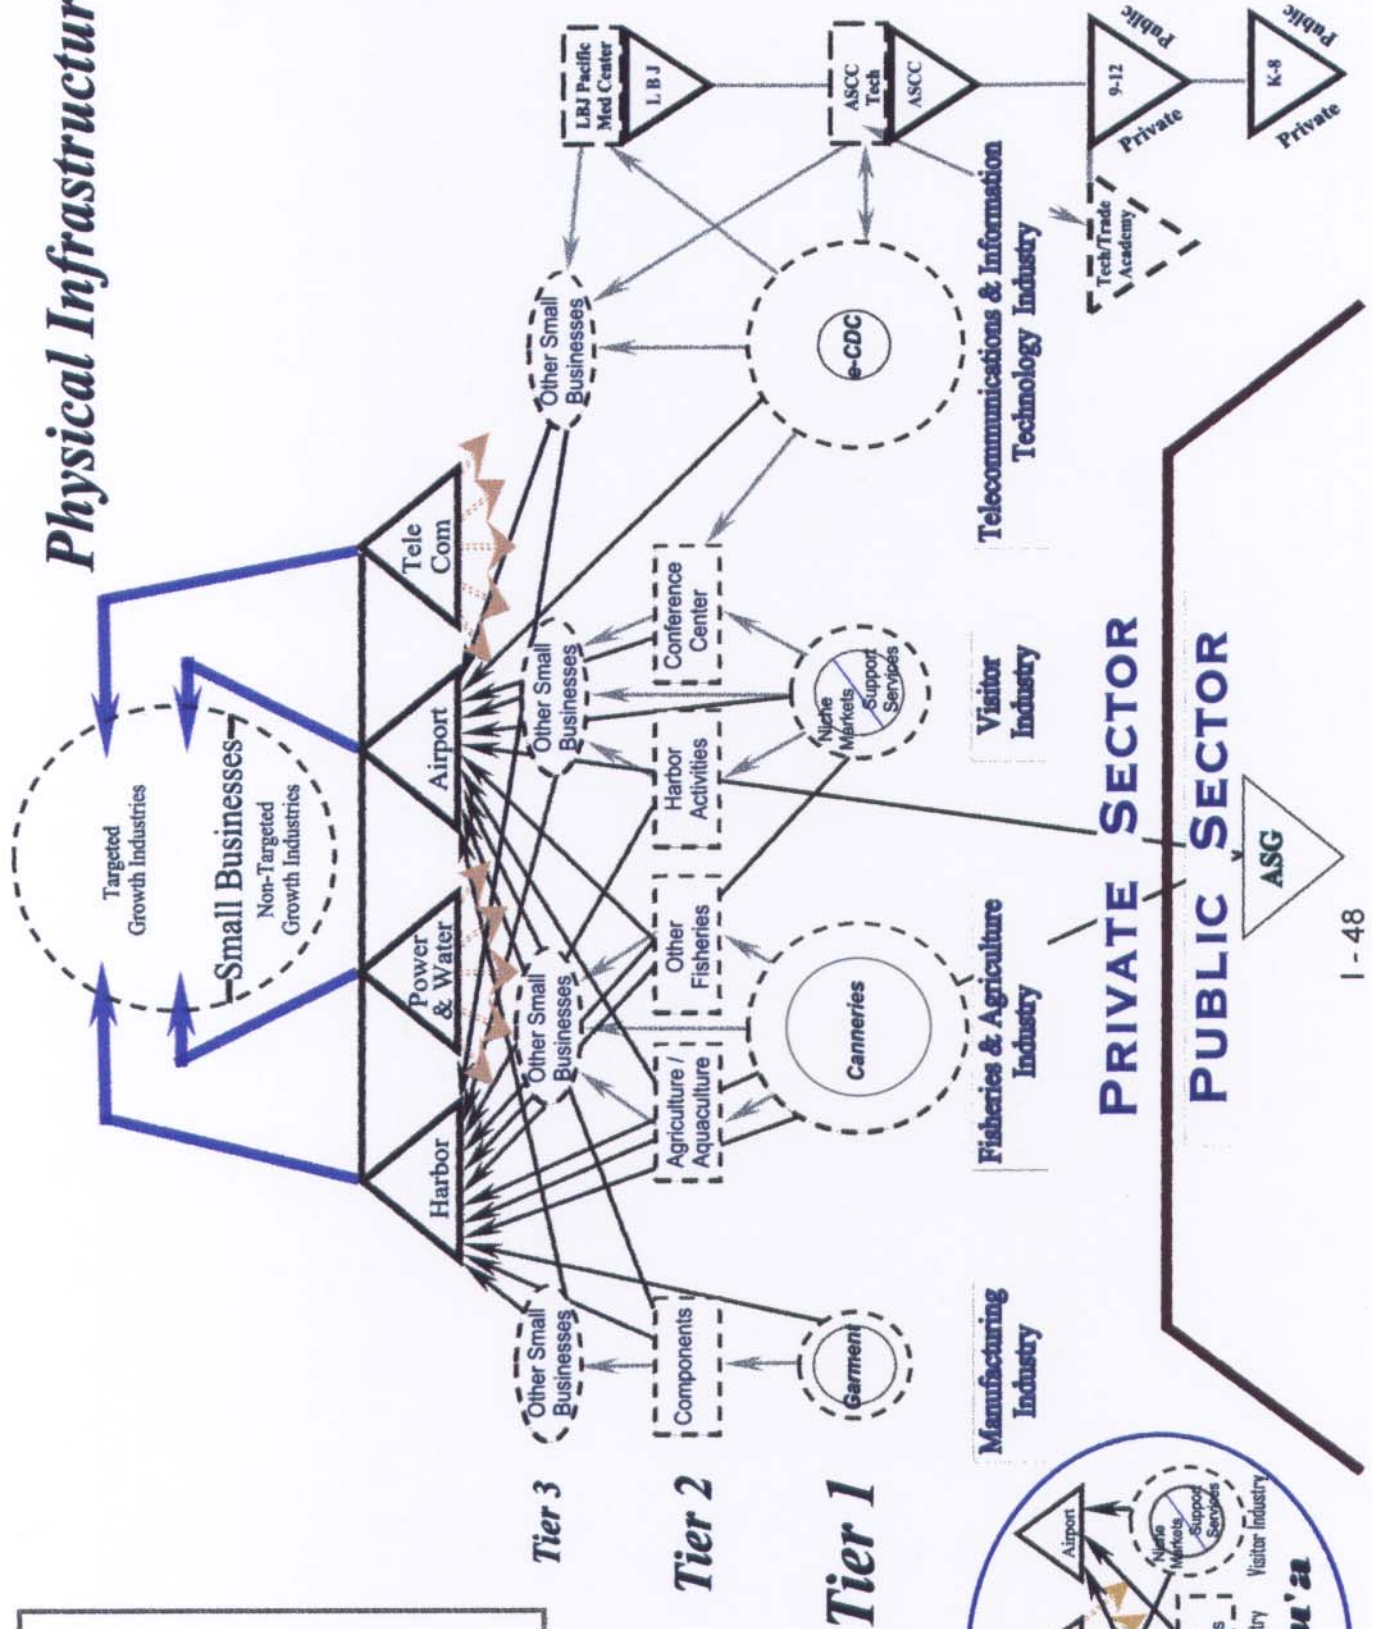 Physical Infrastructur
Targeted
Growth Industries
Small Businesses
Non-Targeted
Growth Industries
Harbor
Power
& Water
Airport
Tele
Com
Tier 3
Other Small
Businesses
Other Small
Businesses
Other Small
Businesses
Other Small
Businesses
LBJ Pacific
Med Center
LBJ
Tier 2
Components
Agriculture /
Aquaculture
Other
Fisheries
Harbor
Activities
Conference
Center
Tier 1
Garment
Canneries
Niche
Markets
Support
Services
e-CDC
ASCC
Tech
ASCC
Manufacturing
Industry
Fisheries & Agriculture
Industry
Visitor
Industry
Telecommunications & Information
Technology Industry
Tech/Trade
Academy
9-12
Private
Public
K-8
Private
Public
PRIVATE SECTOR
PUBLIC SECTOR
ASG
Airport
Niche
Markets
Support
Services
Visitor Industry
s
try
u'a
I-48